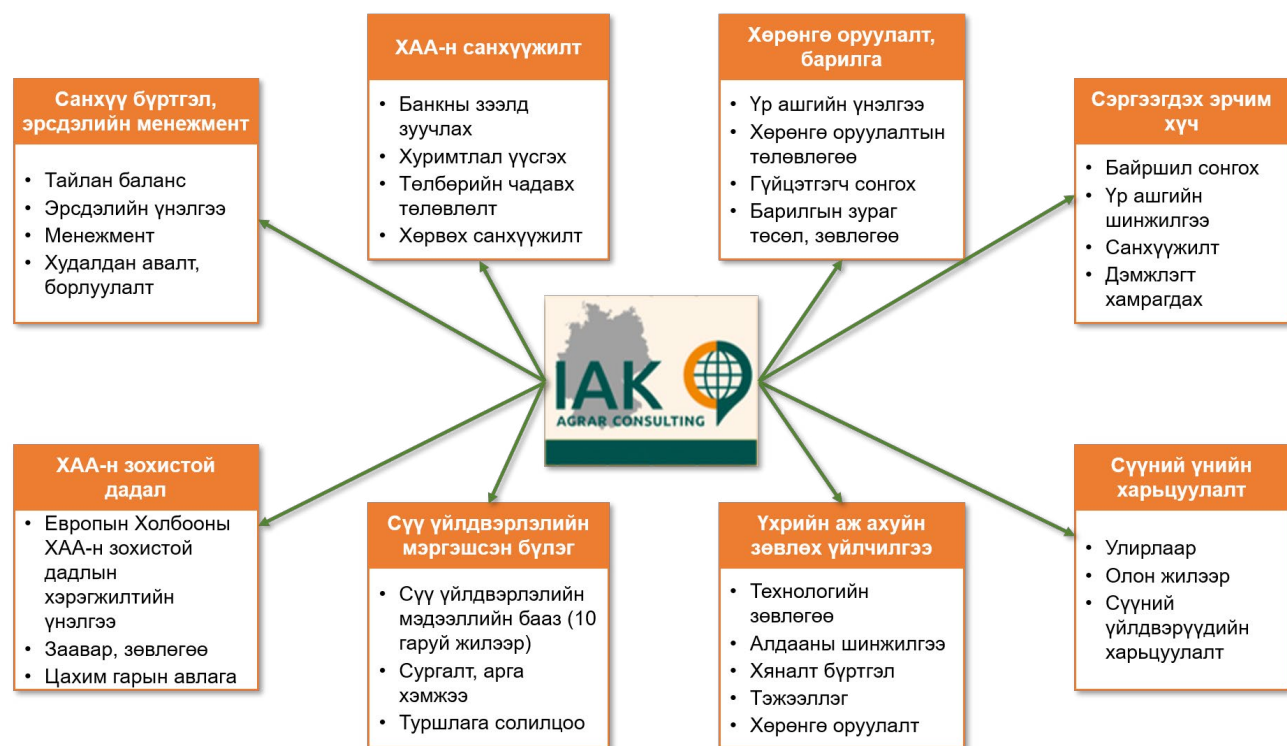 ХАА-н санхүүжилт
• Банкны зээлд
зуучлах
• Хуримтлал үүсгэх
• Төлбөрийн чадавх
төлөвлөлт
• Хөрвөх санхүүжилт
Хөрөнгө оруулалт,
барилга
• Үр ашгийн үнэлгээ
• Хөрөнгө оруулалтын
төлөвлөгөө
• Гүйцэтгэгч сонгох
• Барилгын зураг
төсөл, зөвлөгөө
Санхүү бүртгэл,
эрсдэлийн менежмент
• Тайлан баланс
• Эрсдэлийн үнэлгээ
• Менежмент
• Худалдан авалт,
борлуулалт
Сэргээгдэх эрчим
хүч
• Байршил сонгох
• Үр ашгийн
шинжилгээ
• Санхүүжилт
• Дэмжлэгт
хамрагдах
IAK
AGRAR CONSULTING
ХАА-н зохистой
дадал
• Европын Холбооны
ХАА-н зохистой
дадлын
хэрэгжилтийн
үнэлгээ
• Заавар, зөвлөгөө
• Цахим гарын авлага
Сүү үйлдвэрлэлийн
мэргэшсэн бүлэг
• Сүү үйлдвэрлэлийн
мэдээллийн бааз (10
гаруй жилээр)
• Сургалт, арга
хэмжээ
• Туршлага солилцоо
Үхрийн аж ахуйн
зөвлөх үйлчилгээ
• Технологийн
зөвлөгөө
• Алдааны шинжилгээ
• Хяналт бүртгэл
• Тэжээллэг
• Хөрөнгө оруулалт
Сүүний үнийн
харьцуулалт
• Улирлаар
• Олон жилээр
• Сүүний
үйлдвэрүүдийн
харьцуулалт